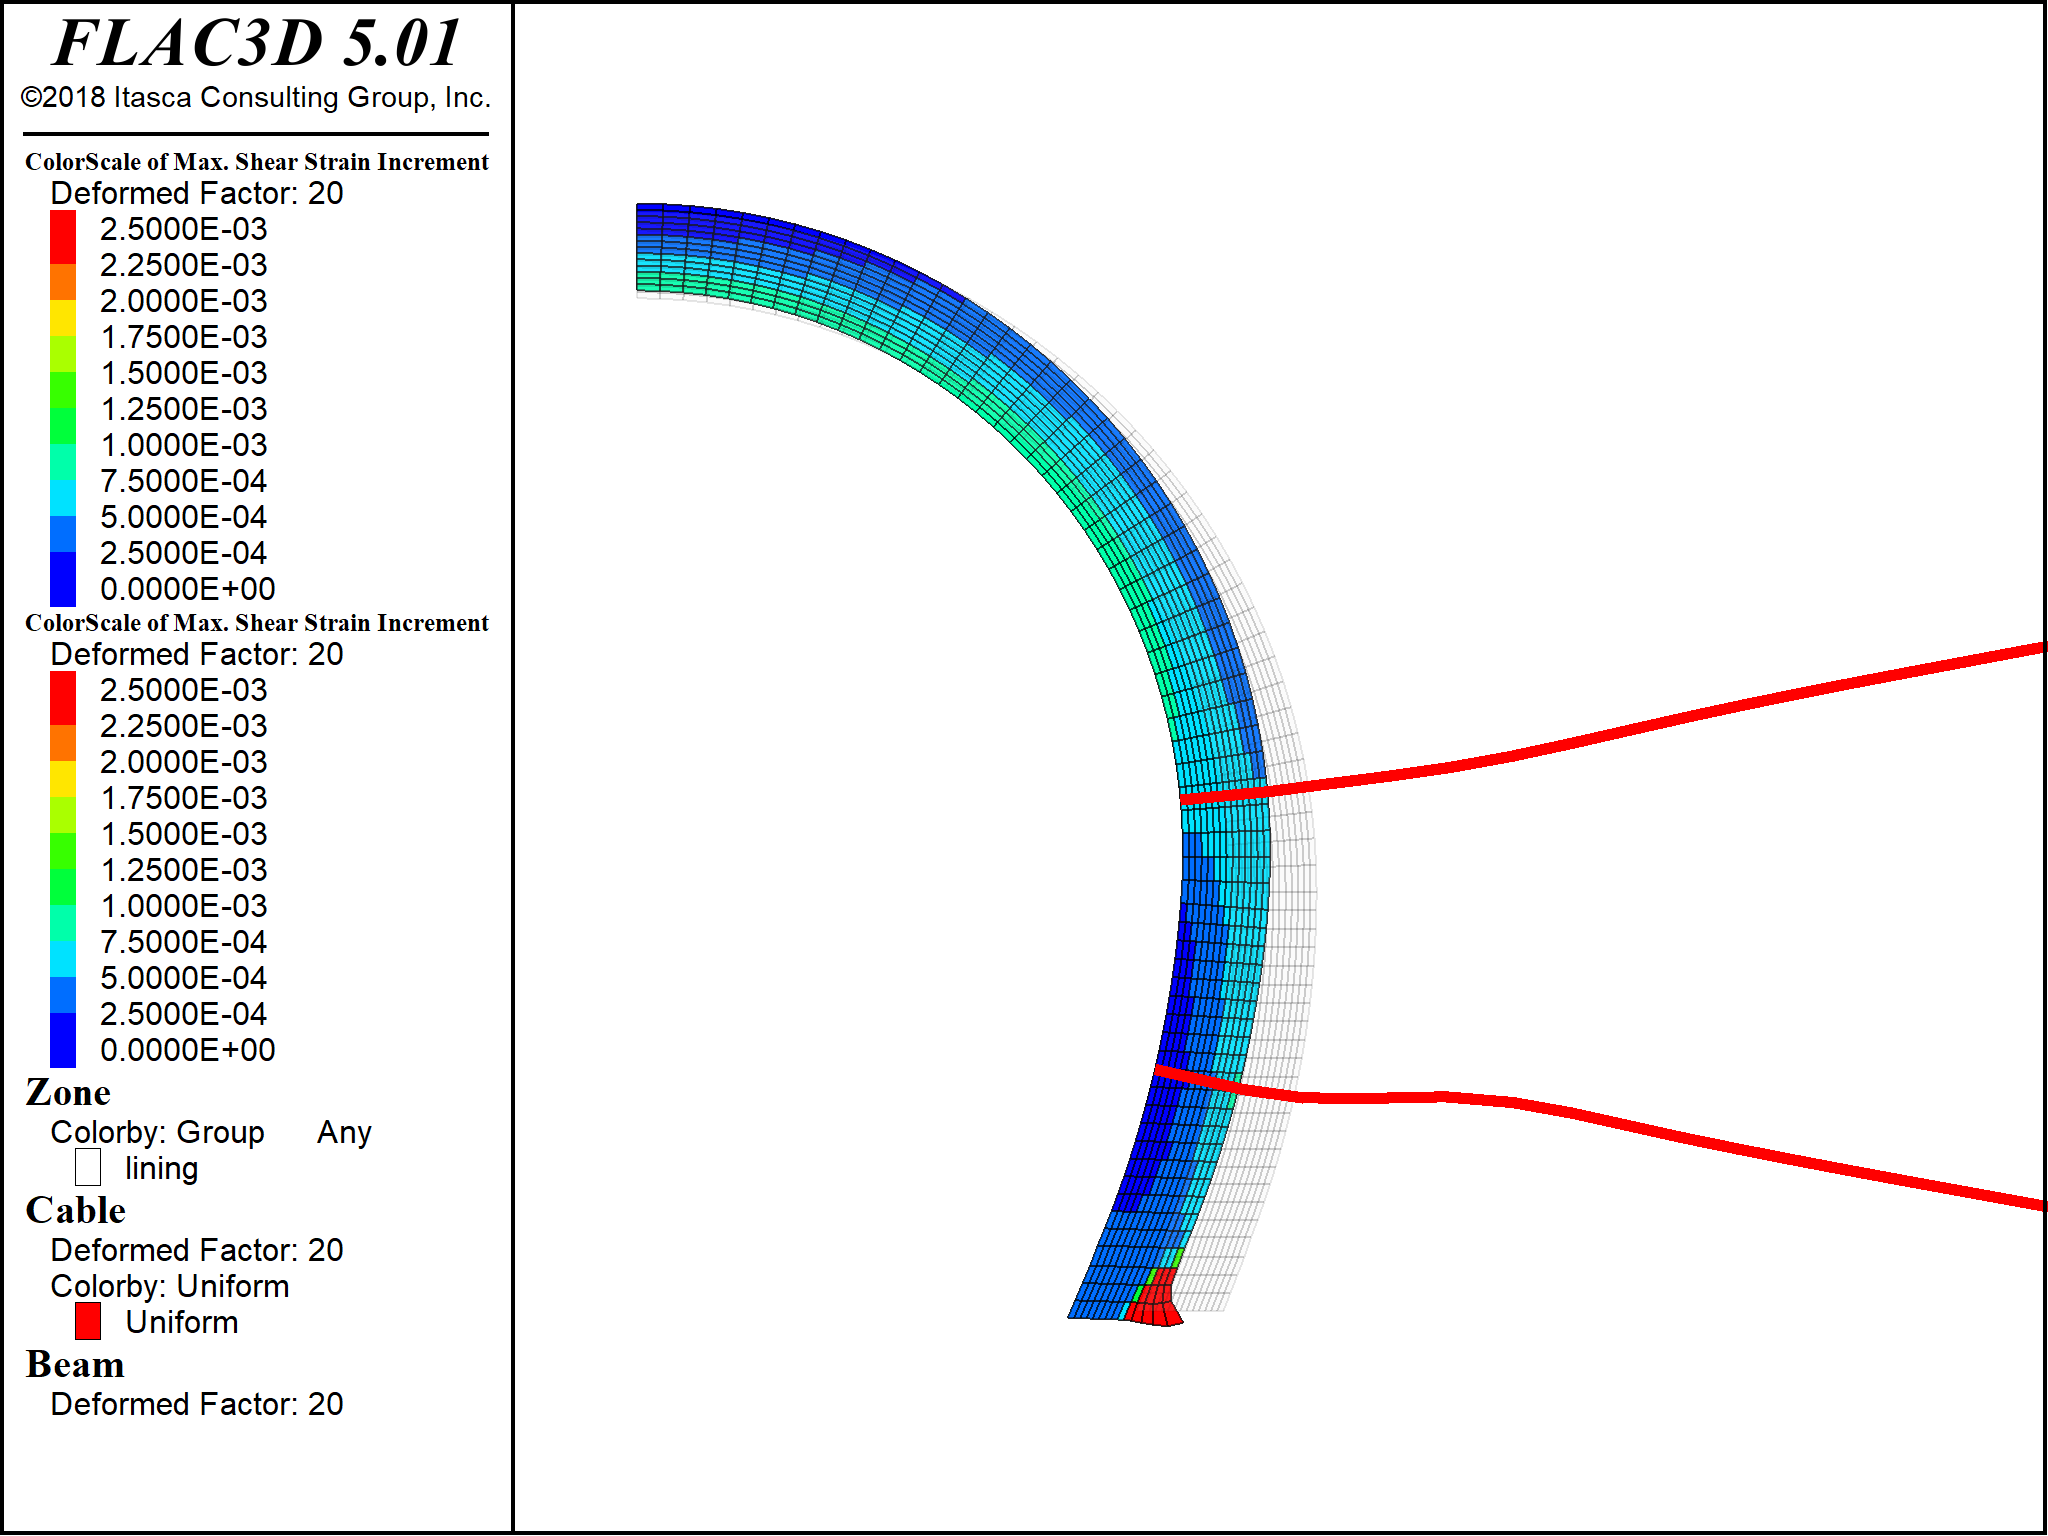 FLAC3D 5.01
©2018 Itasca Consulting Group, Inc.
ColorScale of Max. Shear Strain Increment
Deformed Factor: 20
2.5000E-03
2.2500E-03
2.0000E-03
1.7500E-03
1.5000E-03
1.2500E-03
1.0000E-03
7.5000E-04
5.0000E-04
2.5000E-04
0.0000E+00
ColorScale of Max. Shear Strain Increment
Deformed Factor: 20
2.5000E-03
2.2500E-03
2.0000E-03
1.7500E-03
1.5000E-03
1.2500E-03
1.0000E-03
7.5000E-04
5.0000E-04
2.5000E-04
0.0000E+00
Zone
Colorby: Group Any
lining
Cable
Deformed Factor: 20
Colorby: Uniform
Uniform
Beam
Deformed Factor: 20